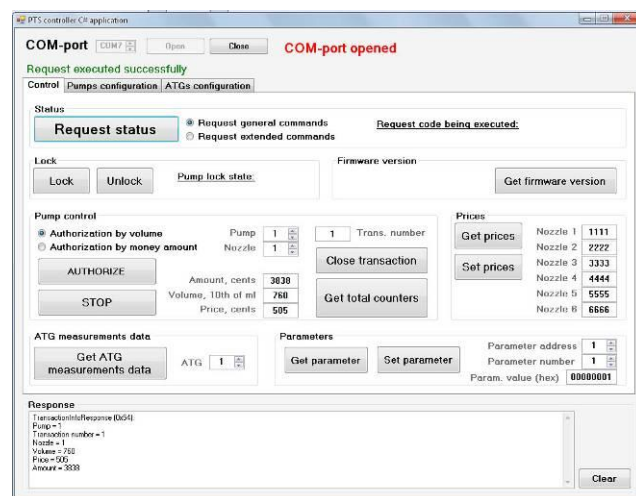 PTS controller C# application
COM-port COM7 Open Close COM-port opened
Request executed successfully
Control Pumps configuration ATGs configuration
Status
Request status
Request general commands
Request extended commands
Request code being executed:
Lock
Lock Unlock Pump lock state:
Firmware version
Get firmware version
Pump control
Authorization by volume
Authorization by money amount
Pump 1
Nozzle 1
1 Trans. number
AUTHORIZE
STOP
Amount, cents 3838
Volume, 10th of ml 760
Price, cents 505
Close transaction
Get total counters
Prices
Get prices
Set prices
Nozzle 1 1111
Nozzle 2 2222
Nozzle 3 3333
Nozzle 4 4444
Nozzle 5 5555
Nozzle 6 6666
ATG measurements data
Get ATG
measurements data
ATG 1
Parameters
Get parameter Set parameter
Parameter address 1
Parameter number 1
Param. value (hex) 00000001
Response
TransactionInfoResponse (0x54):
Pump = 1
Transaction number = 1
Nozzle = 1
Volume = 760
Price = 505
Amount = 3838
Clear